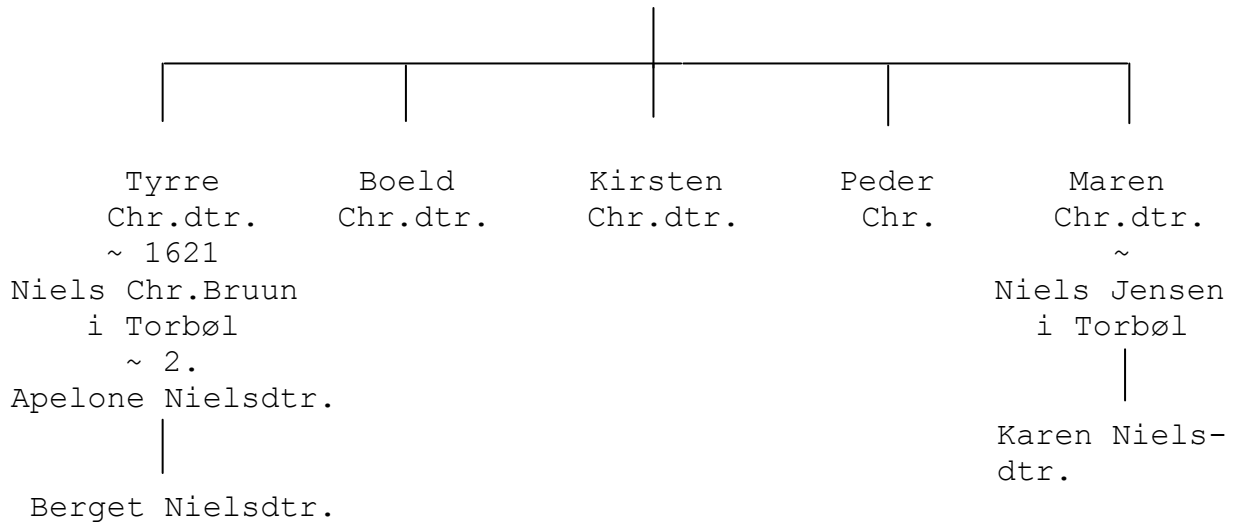 Tyrre Boeld Kirsten Peder Maren
Chr.dtr. Chr.dtr. Chr.dtr. Chr. Chr.dtr.
~ 1621 ~
Niels Chr.Bruun Niels Jensen
i Torbøl i Torbøl
~ 2.
Apelone Nielsdtr.
Karen Niels-
dtr.
Berget Nielsdtr.